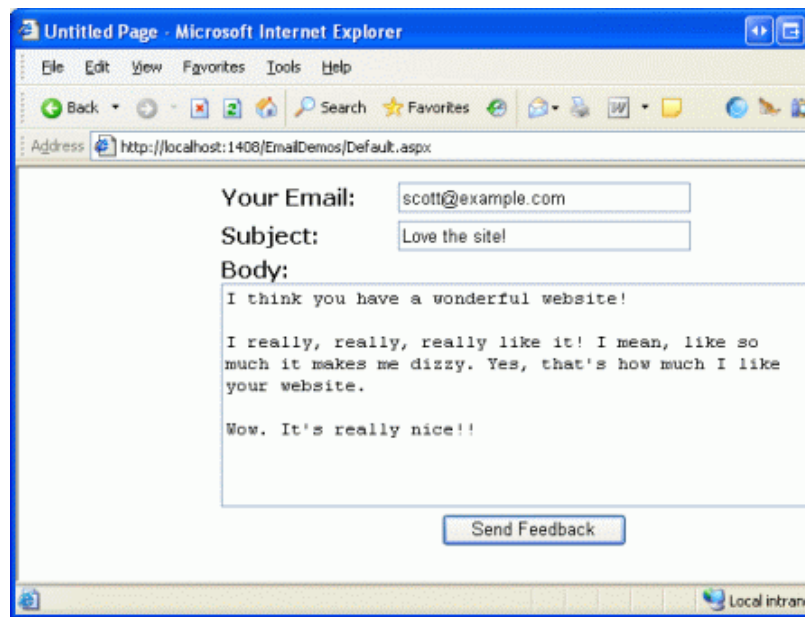 Untitled Page - Microsoft Internet Explorer
File Edit View Favorites Tools Help
Back Search Favorites
Address http://localhost:1408/EmailDemos/Default.aspx
Your Email: scott@example.com
Subject: Love the site!
Body:
I think you have a wonderful website!
I really, really, really like it! I mean, like so
much it makes me dizzy. Yes, that's how much I like
your website.
Wow. It's really nice!!
Send Feedback
Local intran